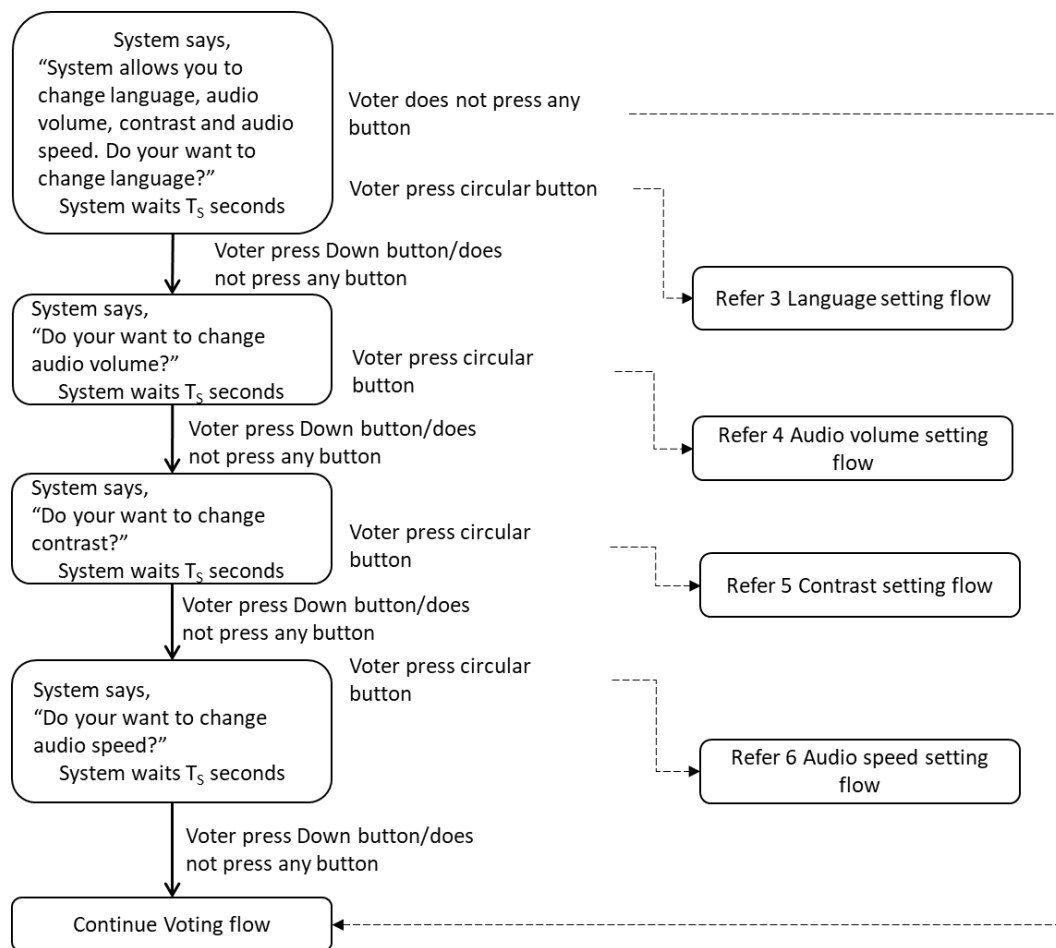 System says,
“System allows you to
change language, audio
volume, contrast and audio
speed. Do your want to
change language?”
System waits T_S seconds
Voter does not press any
button
Voter press circular button
Voter press Down button/does
not press any button
Refer 3 Language setting flow
System says,
“Do your want to change
audio volume?”
System waits T_S seconds
Voter press circular
button
Voter press Down button/does
not press any button
Refer 4 Audio volume setting
flow
System says,
“Do your want to change
contrast?”
System waits T_S seconds
Voter press circular
button
Refer 5 Contrast setting flow
Voter press Down button/does
not press any button
Voter press circular
button
System says,
“Do your want to change
audio speed?”
System waits T_S seconds
Refer 6 Audio speed setting
flow
Voter press Down button/does
not press any button
Continue Voting flow